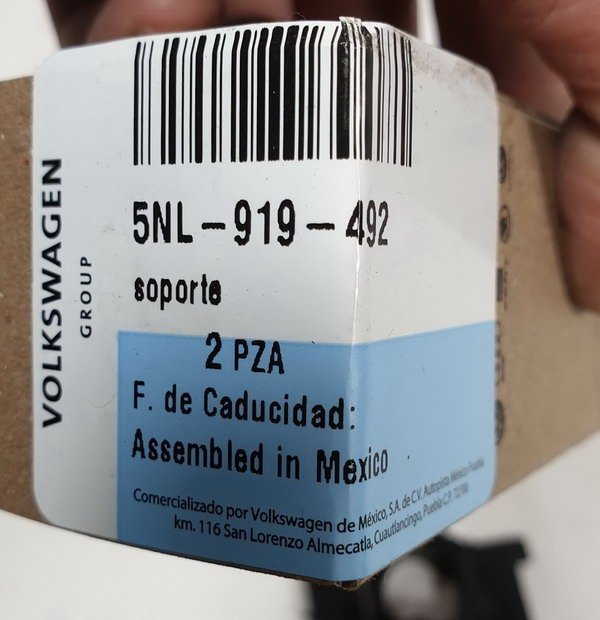 VOLKSWAGEN
GROUP
5NL-919-492
soporte
2 PZA
F. de Caducidad:
Assembled in Mexico
Comercializado por Volkswagen de México, S.A. de C.V. Autopista México Puebla
km. 116 San Lorenzo Almecatla, Cuautlancingo, Puebla C.P. 72700